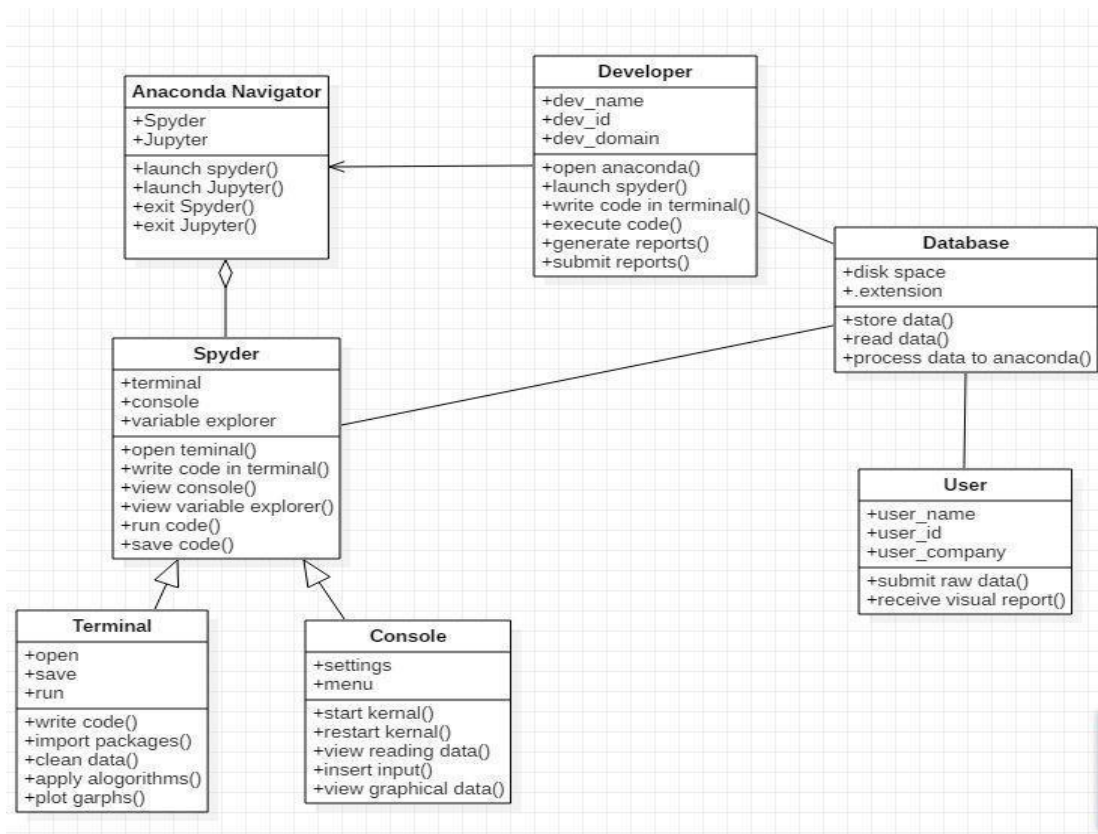 Anaconda Navigator
+Spyder
+Jupyter
+launch spyder()
+launch Jupyter()
+exit Spyder()
+exit Jupyter()
Developer
+dev_name
+dev_id
+dev_domain
+open anaconda()
+launch spyder()
+write code in terminal()
+execute code()
+generate reports()
+submit reports()
Database
+disk space
+.extension
+store data()
+read data()
+process data to anaconda()
Spyder
+terminal
+console
+variable explorer
+open teminal()
+write code in terminal()
+view console()
+view variable explorer()
+run code()
+save code()
User
+user_name
+user_id
+user_company
+submit raw data()
+receive visual report()
Terminal
+open
+save
+run
+write code()
+import packages()
+clean data()
+apply alogorithms()
+plot garphs()
Console
+settings
+menu
+start kernal()
+restart kernal()
+view reading data()
+insert input()
+view graphical data()